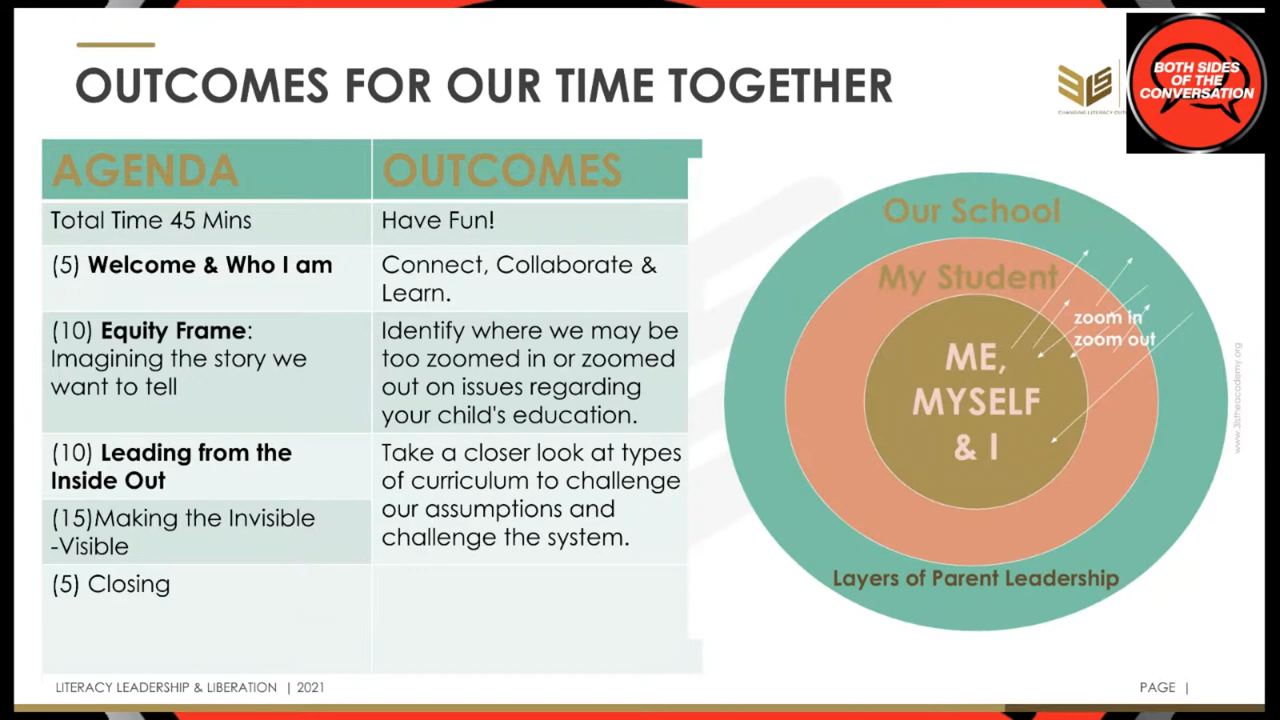 OUTCOMES FOR OUR TIME TOGETHER
BOTH SIDES
OF THE
CONVERSATION
CHANGING LITERACY
AGENDA
OUTCOMES
Total Time 45 Mins
Have Fun!
(5) Welcome & Who I am
Connect, Collaborate &
Learn.
(10) Equity Frame:
Imagining the story we
want to tell
Identify where we may be
too zoomed in or zoomed
out on issues regarding
your child's education.
(10) Leading from the
Inside Out
Take a closer look at types
of curriculum to challenge
our assumptions and
challenge the system.
(15)Making the Invisible
-Visible
(5) Closing
Our School
My Student
zoom in
zoom out
ME,
MYSELF
& I
Layers of Parent Leadership
LITERACY LEADERSHIP & LIBERATION | 2021
PAGE |